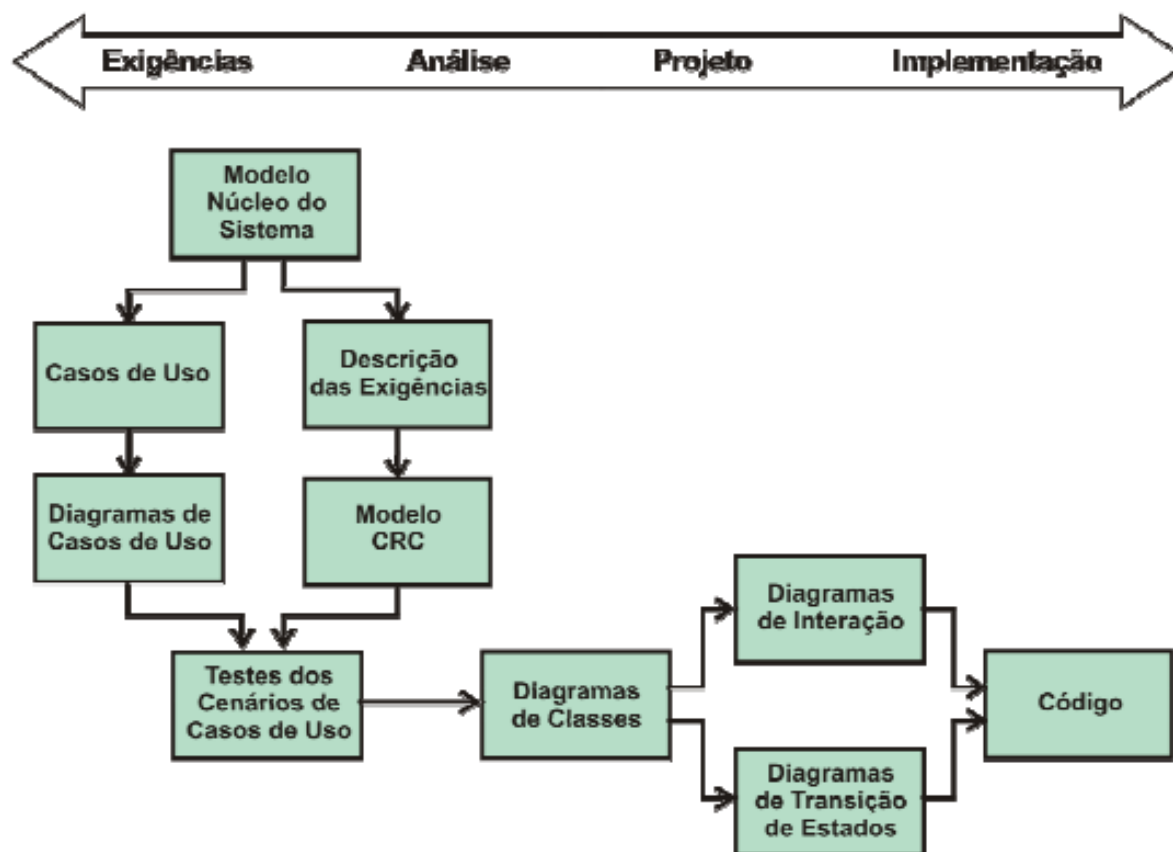 Exigências Análise Projeto Implementação
Modelo
Núcleo do
Sistema
Casos de Uso
Descrição
das Exigências
Diagramas de
Casos de Uso
Modelo
CRC
Testes dos
Cenários de
Casos de Uso
Diagramas
de Classes
Diagramas
de Interação
Diagramas
de Transição
de Estados
Código